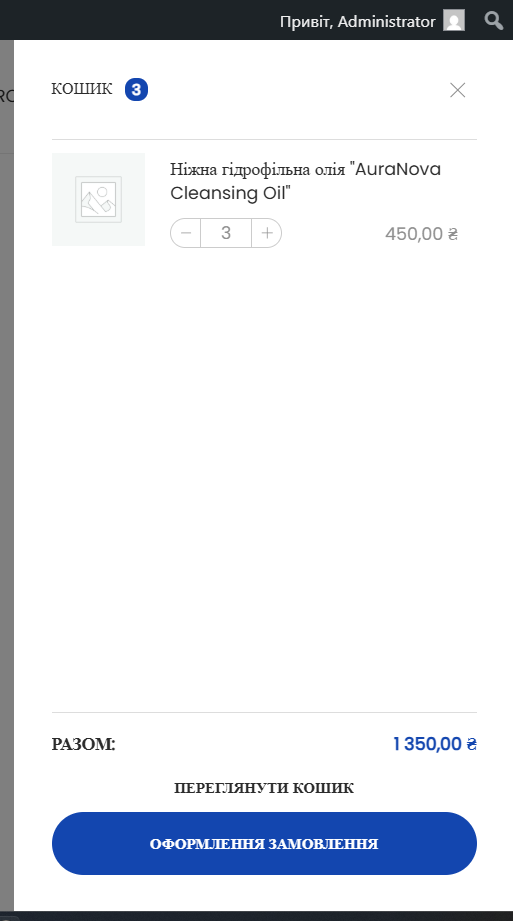 Привіт, Administrator
КОШИК 3
Ніжна гідрофільна олія "AuraNova
Cleansing Oil"
− 3 + 450,00 ₴
РАЗОМ: 1 350,00 ₴
ПЕРЕГЛЯНУТИ КОШИК
ОФОРМЛЕННЯ ЗАМОВЛЕННЯ